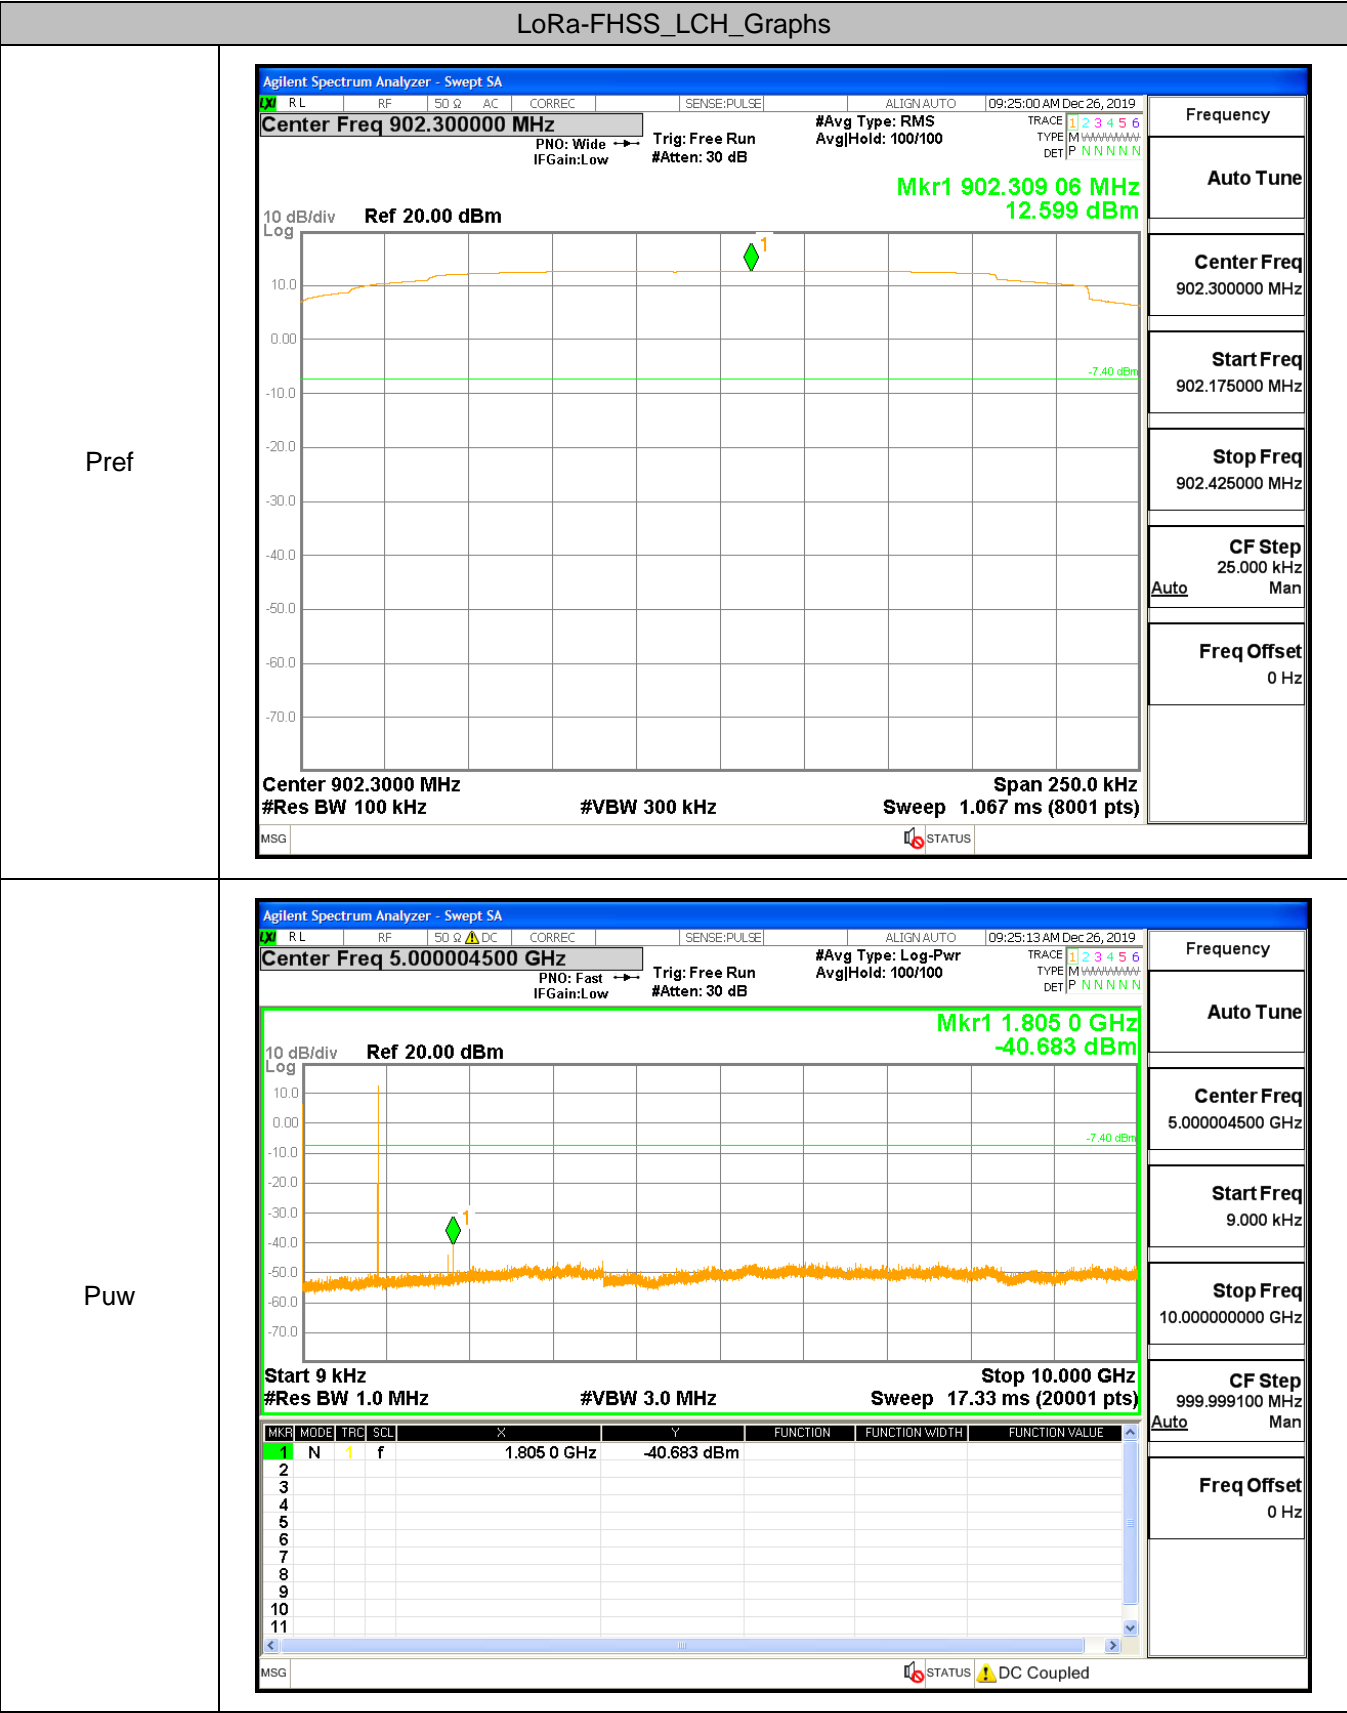 LoRa-FHSS_LCH_Graphs
Pref
Agilent Spectrum Analyzer - Swept SA
LXI RL RF 50 Ω AC CORREC SENSE:PULSE ALIGN AUTO 09:25:00 AM Dec 26, 2019
Center Freq 902.300000 MHz
PNO: Wide
IFGain:Low
Trig: Free Run
#Atten: 30 dB
#Avg Type: RMS
Avg|Hold: 100/100
TRACE 1 2 3 4 5 6
TYPE M WWWWW
DET P N N N N N
Mkr1 902.309 06 MHz
12.599 dBm
10 dB/div Ref 20.00 dBm
Log
1
10.0
0.00
-7.40 dBm
-10.0
-20.0
-30.0
-40.0
-50.0
-60.0
-70.0
Center 902.3000 MHz Span 250.0 kHz
#Res BW 100 kHz #VBW 300 kHz Sweep 1.067 ms (8001 pts)
MSG STATUS
Frequency
Auto Tune
Center Freq
902.300000 MHz
Start Freq
902.175000 MHz
Stop Freq
902.425000 MHz
CF Step
25.000 kHz
Auto Man
Freq Offset
0 Hz
Puw
Agilent Spectrum Analyzer - Swept SA
LXI RL RF 50 Ω DC CORREC SENSE:PULSE ALIGN AUTO 09:25:13 AM Dec 26, 2019
Center Freq 5.000004500 GHz
PNO: Fast
IFGain:Low
Trig: Free Run
#Atten: 30 dB
#Avg Type: Log-Pwr
Avg|Hold: 100/100
TRACE 1 2 3 4 5 6
TYPE M WWWWW
DET P N N N N N
Mkr1 1.805 0 GHz
-40.683 dBm
10 dB/div Ref 20.00 dBm
Log
10.0
0.00
-7.40 dBm
-10.0
-20.0
-30.0
1
-40.0
-50.0
-60.0
-70.0
Start 9 kHz Stop 10.000 GHz
#Res BW 1.0 MHz #VBW 3.0 MHz Sweep 17.33 ms (20001 pts)
MKR MODE TRC SCL X Y FUNCTION FUNCTION WIDTH FUNCTION VALUE
1 N 1 f 1.805 0 GHz -40.683 dBm
2
3
4
5
6
7
8
9
10
11
MSG STATUS DC Coupled
Frequency
Auto Tune
Center Freq
5.000004500 GHz
Start Freq
9.000 kHz
Stop Freq
10.000000000 GHz
CF Step
999.999100 MHz
Auto Man
Freq Offset
0 Hz